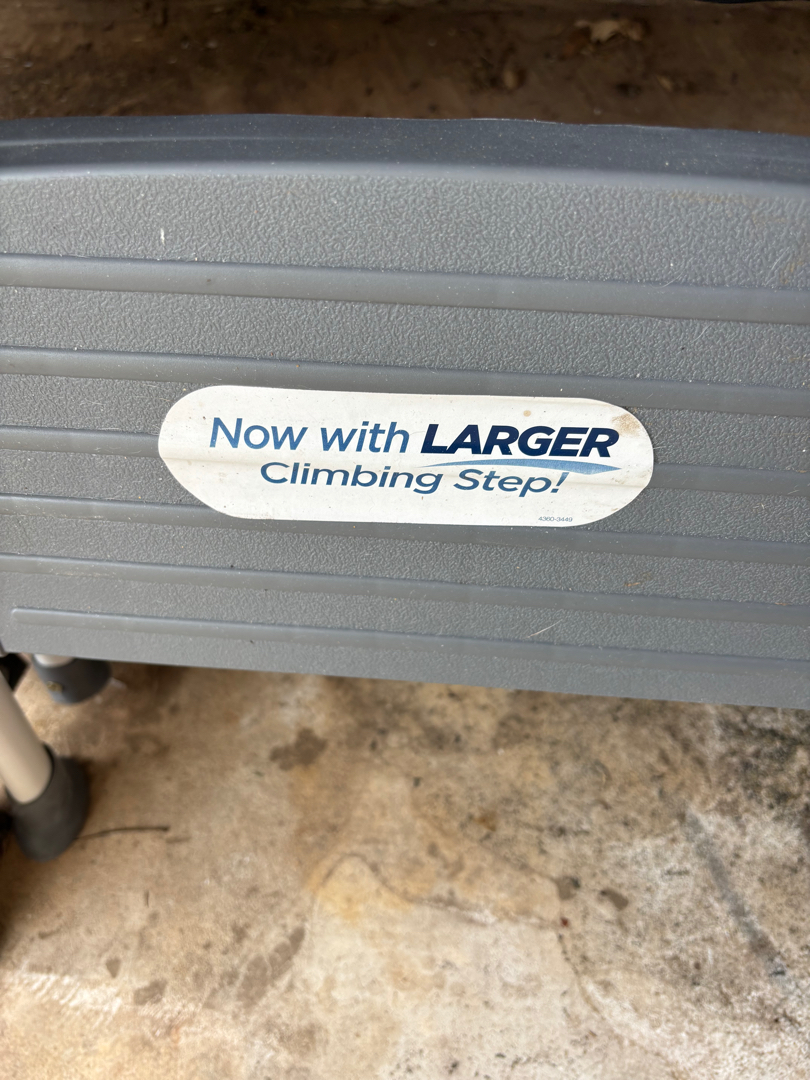 Now with LARGER
Climbing Step!
4360-3449